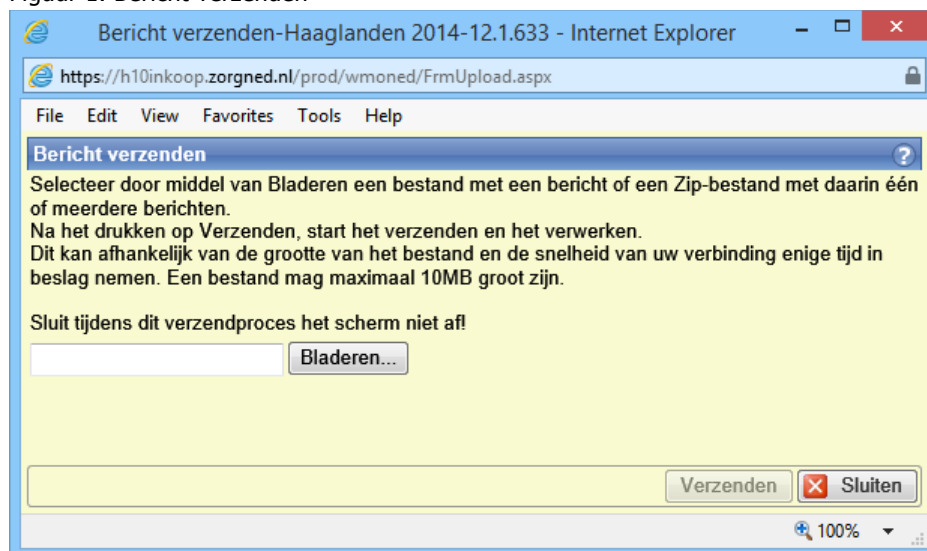 Bericht verzenden-Haaglanden 2014-12.1.633 - Internet Explorer
https://h10inkoop.zorgned.nl/prod/wmoned/FrmUpload.aspx
File Edit View Favorites Tools Help
Bericht verzenden ?
Selecteer door middel van Bladeren een bestand met een bericht of een Zip-bestand met daarin één
of meerdere berichten.
Na het drukken op Verzenden, start het verzenden en het verwerken.
Dit kan afhankelijk van de grootte van het bestand en de snelheid van uw verbinding enige tijd in
beslag nemen. Een bestand mag maximaal 10MB groot zijn.
Sluit tijdens dit verzendproces het scherm niet af!
Bladeren...
Verzenden Sluiten
100%